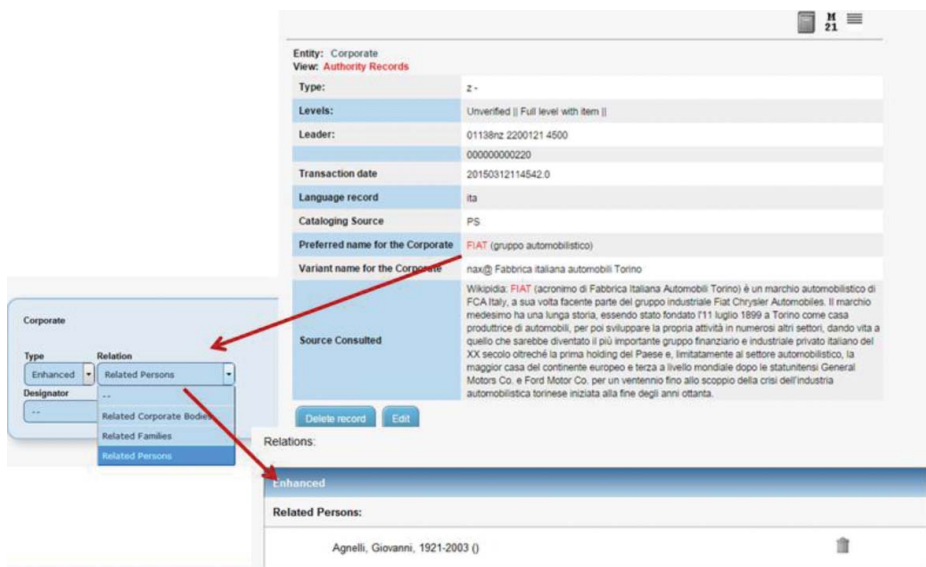 M
21
Entity: Corporate
View: Authority Records
Type: z -
Levels: Unverified || Full level with item ||
Leader: 01138nz 2200121 4500
000000000220
Transaction date 20150312114542.0
Language record ita
Cataloging Source PS
Preferred name for the Corporate FIAT (gruppo automobilistico)
Variant name for the Corporate nax@ Fabbrica italiana automobili Torino
Source Consulted
Wikipidia: FIAT (acronimo di Fabbrica Italiana Automobili Torino) è un marchio automobilistico di
FCA Italy, a sua volta facente parte del gruppo industriale Fiat Chrysler Automobiles. Il marchio
medesimo ha una lunga storia, essendo stato fondato l'11 luglio 1899 a Torino come casa
produttrice di automobili, per poi sviluppare la propria attività in numerosi altri settori, dando vita a
quello che sarebbe diventato il più importante gruppo finanziario e industriale privato italiano del
XX secolo oltreché la prima holding del Paese e, limitatamente al settore automobilistico, la
maggior casa del continente europeo e terza a livello mondiale dopo le statunitensi General
Motors Co. e Ford Motor Co. per un ventennio fino allo scoppio della crisi dell'industria
automobilistica torinese iniziata alla fine degli anni ottanta.
Delete record Edit
Corporate
Type Relation
Enhanced Related Persons
Designator
--
--
Related Corporate Bodies
Related Families
Related Persons
Relations:
Enhanced
Related Persons:
Agnelli, Giovanni, 1921-2003 ()